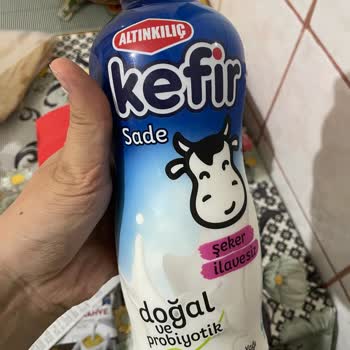 ALTINKILIÇ
kefir
Sade
şeker
ilavesiz
doğal
ve
probiyotik